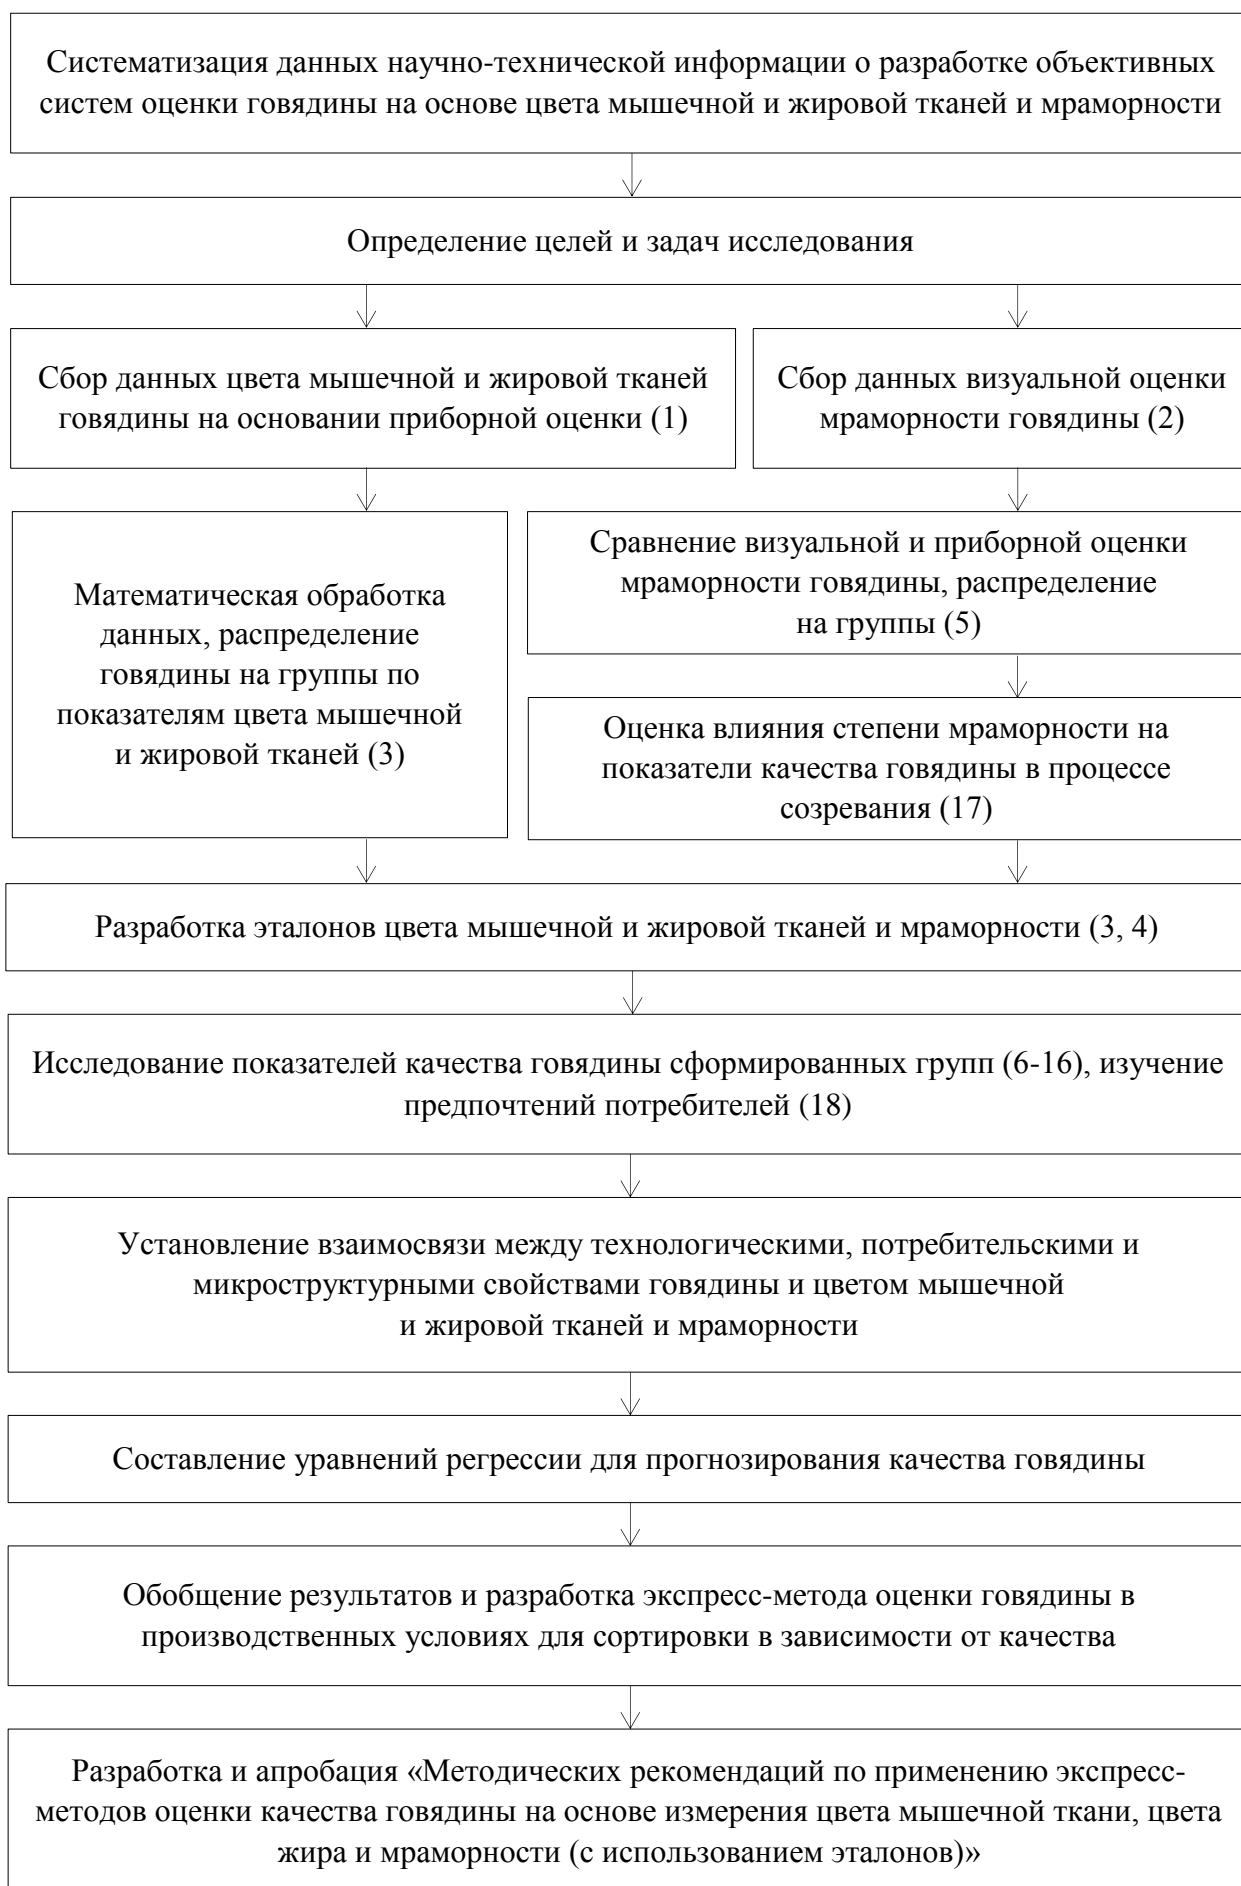 Систематизация данных научно-технической информации о разработке объективных
систем оценки говядины на основе цвета мышечной и жировой тканей и мраморности
Определение целей и задач исследования
Сбор данных цвета мышечной и жировой тканей
говядины на основании приборной оценки (1)
Сбор данных визуальной оценки
мраморности говядины (2)
Математическая обработка
данных, распределение
говядины на группы по
показателям цвета мышечной
и жировой тканей (3)
Сравнение визуальной и приборной оценки
мраморности говядины, распределение
на группы (5)
Оценка влияния степени мраморности на
показатели качества говядины в процессе
созревания (17)
Разработка эталонов цвета мышечной и жировой тканей и мраморности (3, 4)
Исследование показателей качества говядины сформированных групп (6-16), изучение
предпочтений потребителей (18)
Установление взаимосвязи между технологическими, потребительскими и
микроструктурными свойствами говядины и цветом мышечной
и жировой тканей и мраморности
Составление уравнений регрессии для прогнозирования качества говядины
Обобщение результатов и разработка экспресс-метода оценки говядины в
производственных условиях для сортировки в зависимости от качества
Разработка и апробация «Методических рекомендаций по применению экспресс-
методов оценки качества говядины на основе измерения цвета мышечной ткани, цвета
жира и мраморности (с использованием эталонов)»